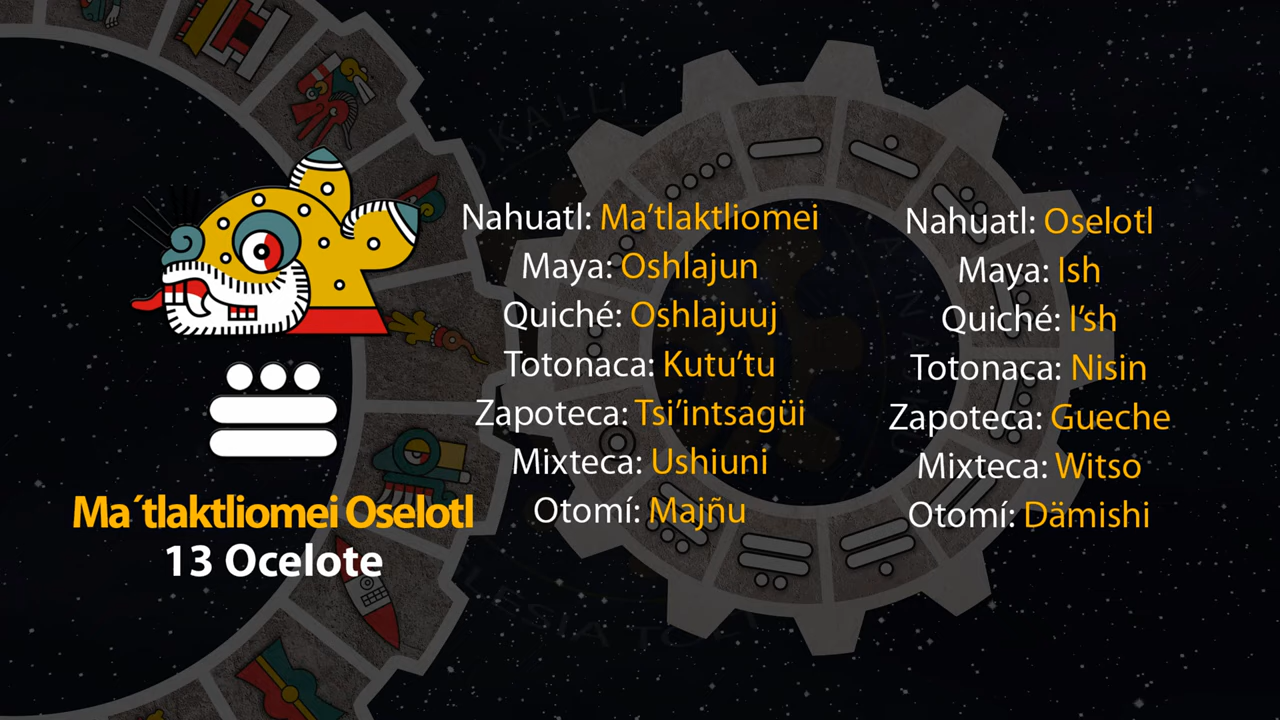 Nahuatl: Ma’tlaktliomei
Maya: Oshlajun
Quiché: Oshlajuuj
Totonaca: Kutu’tu
Zapoteca: Tsi’intsagüi
Mixteca: Ushiuni
Otomí: Majñu
Nahuatl: Oselotl
Maya: Ish
Quiché: I’sh
Totonaca: Nisin
Zapoteca: Gueche
Mixteca: Witso
Otomí: Dämishi
Ma´tlaktliomei Oselotl
13 Ocelote